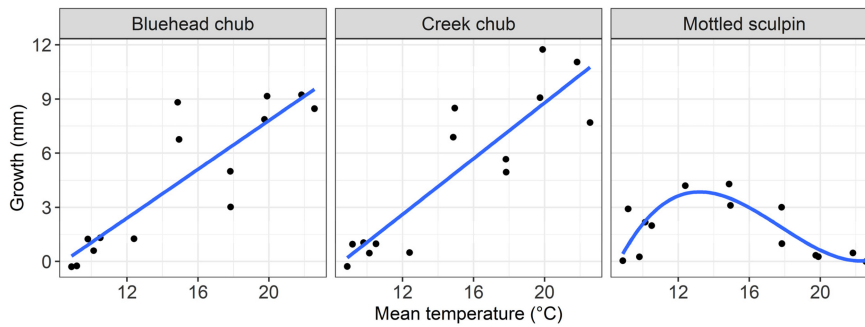 Bluehead chub
Creek chub
Mottled sculpin
Growth (mm)
12
9
6
3
0
12
16
20
12
16
20
12
16
20
Mean temperature (°C)